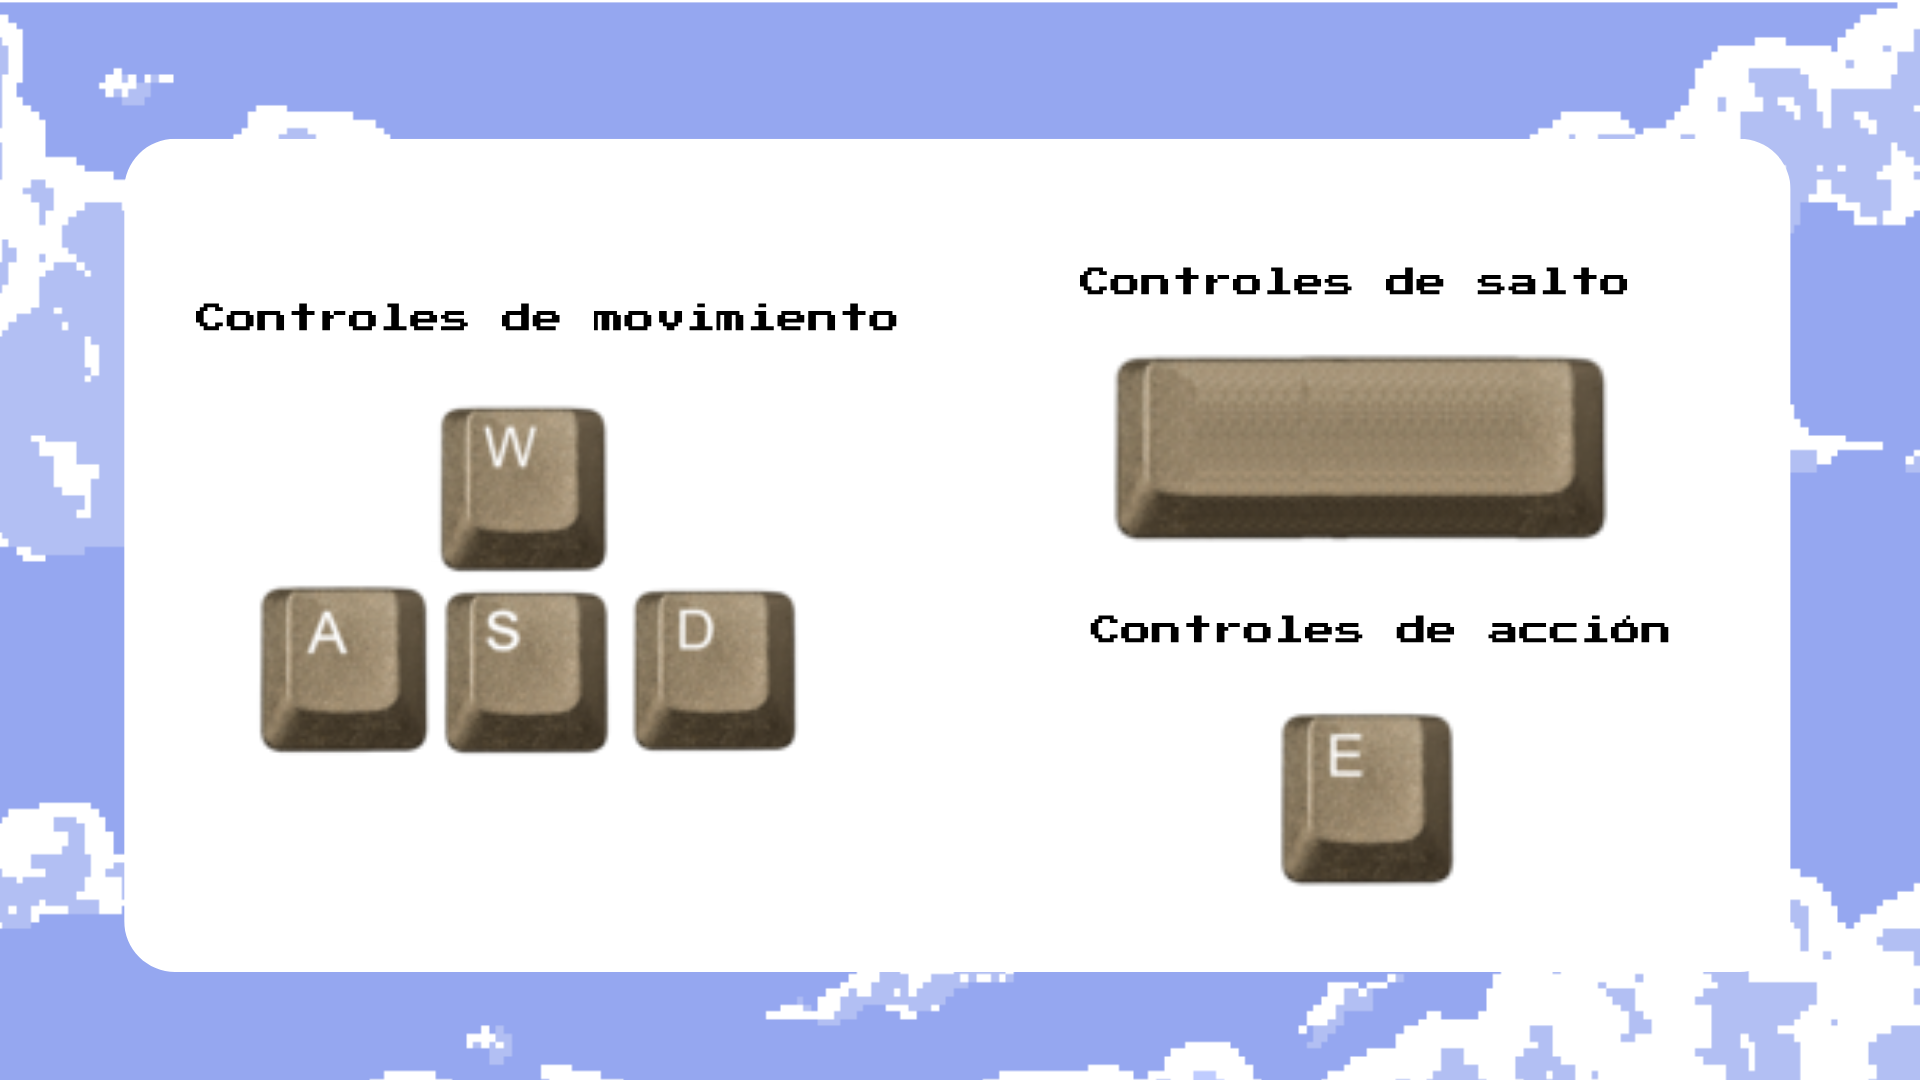 Controles de movimiento
W
A S D
Controles de salto
Controles de acción
E